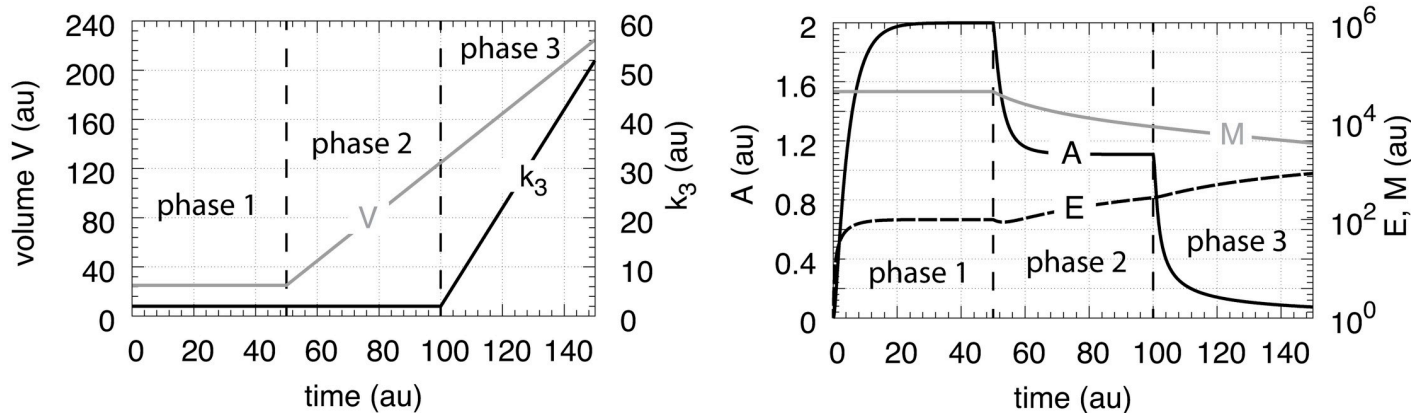 240
200
160
120
80
40
0
volume V (au)
phase 1
phase 2
phase 3
V
k3
60
50
40
30
20
10
0
k3 (au)
0 20 40 60 80 100 120 140
time (au)
2
1.6
1.2
0.8
0.4
0
A (au)
M
A
E
phase 1
phase 2
phase 3
10^6
10^4
10^2
10^0
E, M (au)
0 20 40 60 80 100 120 140
time (au)